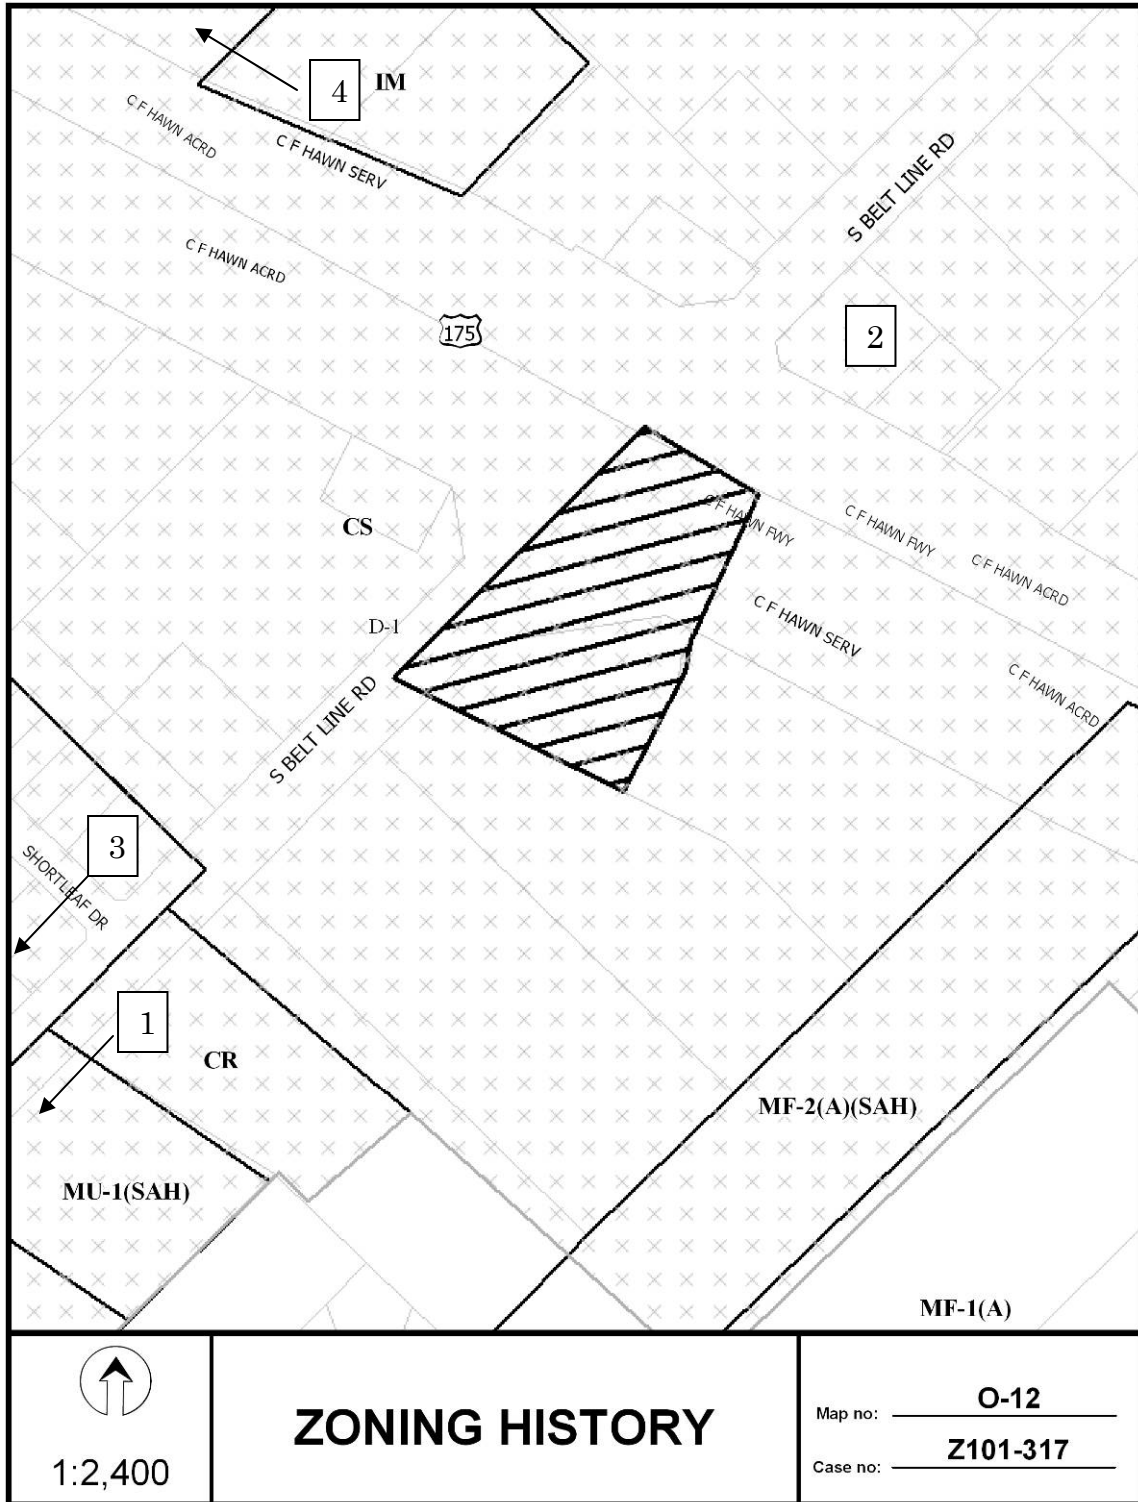 4
IM
C F HAWN ACRD
C F HAWN SERV
S BELT LINE RD
C F HAWN ACRD
175
2
C F HAWN FWY
C F HAWN FWY
CS
C F HAWN ACRD
D-1
C F HAWN SERV
C F HAWN ACRD
S BELT LINE RD
3
SHORTLEAF DR
1
CR
MF-2(A)(SAH)
MU-1(SAH)
MF-1(A)
1:2,400
ZONING HISTORY
Map no: O-12
Case no: Z101-317